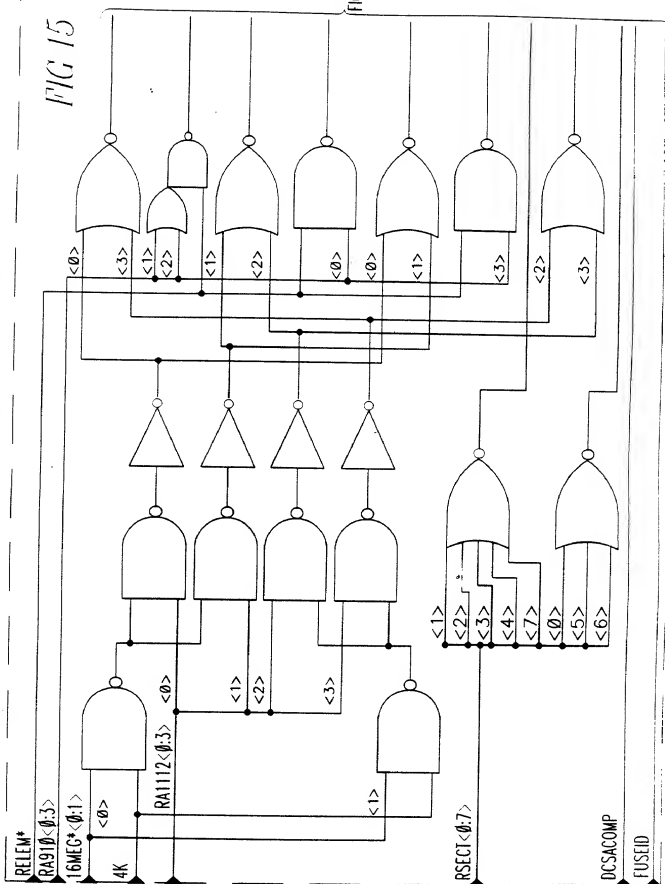 FIG 15
FI
RELEM*
RA910<0:3>
16MEG*<0:1>
4K
RA1112<0:3>
RSECT<0:7>
DCSACOMP
FUSEID
<0>
<1>
<0>
<1>
<2>
<3>
<1>
<2>
<3>
<4>
<7>
<0>
<5>
<6>
<0>
<3>
<1>
<2>
<1>
<2>
<0>
<0>
<1>
<3>
<2>
<3>